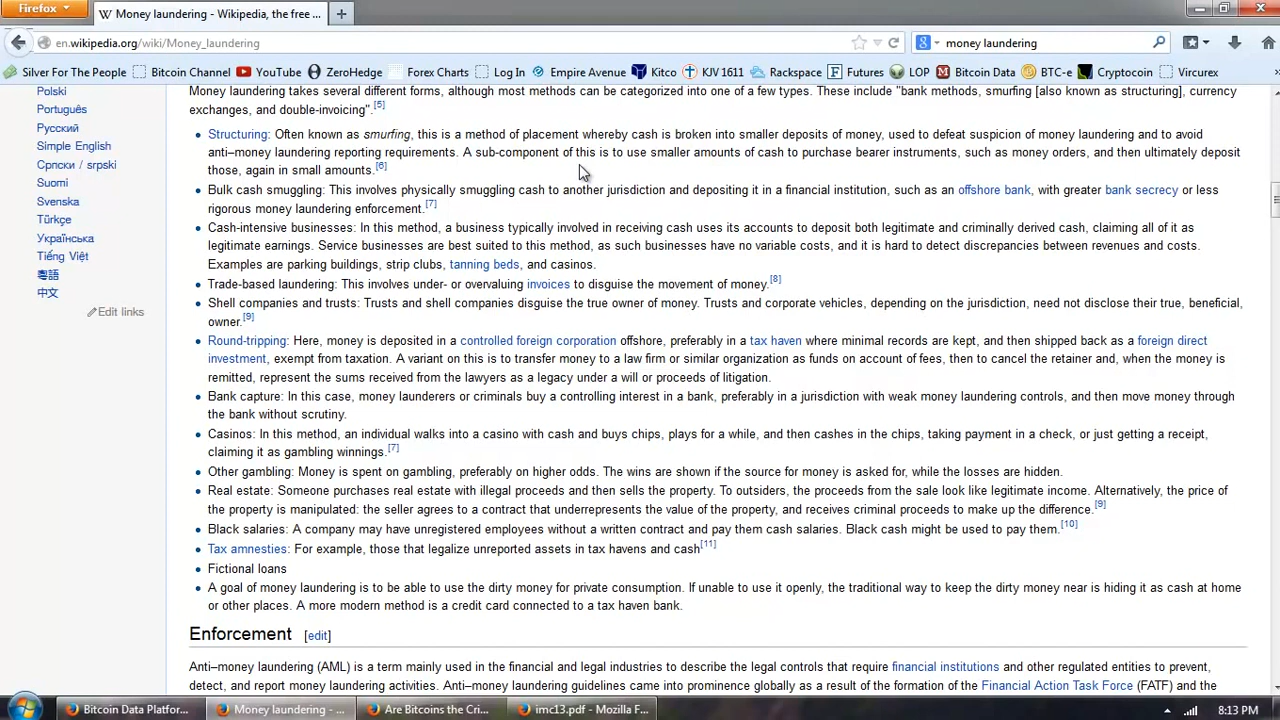 Firefox
Money laundering - Wikipedia, the free ...
en.wikipedia.org/wiki/Money_laundering
money laundering
Silver For The People
Bitcoin Channel
YouTube
ZeroHedge
Forex Charts
Log In
Empire Avenue
Kitco
KJV 1611
Rackspace
Futures
LOP
Bitcoin Data
BTC-e
Cryptocoin
Vircurex
Polski
Português
Русский
Simple English
Српски / srpski
Suomi
Svenska
Türkçe
Українська
Tiếng Việt
粵語
中文
Edit links
Money laundering takes several different forms, although most methods can be categorized into one of a few types. These include "bank methods, smurfing [also known as structuring], currency
exchanges, and double-invoicing".[5]
Structuring: Often known as smurfing, this is a method of placement whereby cash is broken into smaller deposits of money, used to defeat suspicion of money laundering and to avoid
anti–money laundering reporting requirements. A sub-component of this is to use smaller amounts of cash to purchase bearer instruments, such as money orders, and then ultimately deposit
those, again in small amounts.[6]
Bulk cash smuggling: This involves physically smuggling cash to another jurisdiction and depositing it in a financial institution, such as an offshore bank, with greater bank secrecy or less
rigorous money laundering enforcement.[7]
Cash-intensive businesses: In this method, a business typically involved in receiving cash uses its accounts to deposit both legitimate and criminally derived cash, claiming all of it as
legitimate earnings. Service businesses are best suited to this method, as such businesses have no variable costs, and it is hard to detect discrepancies between revenues and costs.
Examples are parking buildings, strip clubs, tanning beds, and casinos.
Trade-based laundering: This involves under- or overvaluing invoices to disguise the movement of money.[8]
Shell companies and trusts: Trusts and shell companies disguise the true owner of money. Trusts and corporate vehicles, depending on the jurisdiction, need not disclose their true, beneficial,
owner.[9]
Round-tripping: Here, money is deposited in a controlled foreign corporation offshore, preferably in a tax haven where minimal records are kept, and then shipped back as a foreign direct
investment, exempt from taxation. A variant on this is to transfer money to a law firm or similar organization as funds on account of fees, then to cancel the retainer and, when the money is
remitted, represent the sums received from the lawyers as a legacy under a will or proceeds of litigation.
Bank capture: In this case, money launderers or criminals buy a controlling interest in a bank, preferably in a jurisdiction with weak money laundering controls, and then move money through
the bank without scrutiny.
Casinos: In this method, an individual walks into a casino with cash and buys chips, plays for a while, and then cashes in the chips, taking payment in a check, or just getting a receipt,
claiming it as gambling winnings.[7]
Other gambling: Money is spent on gambling, preferably on higher odds. The wins are shown if the source for money is asked for, while the losses are hidden.
Real estate: Someone purchases real estate with illegal proceeds and then sells the property. To outsiders, the proceeds from the sale look like legitimate income. Alternatively, the price of
the property is manipulated: the seller agrees to a contract that underrepresents the value of the property, and receives criminal proceeds to make up the difference.[9]
Black salaries: A company may have unregistered employees without a written contract and pay them cash salaries. Black cash might be used to pay them.[10]
Tax amnesties: For example, those that legalize unreported assets in tax havens and cash[11]
Fictional loans
A goal of money laundering is to be able to use the dirty money for private consumption. If unable to use it openly, the traditional way to keep the dirty money near is hiding it as cash at home
or other places. A more modern method is a credit card connected to a tax haven bank.
Enforcement [edit]
Anti–money laundering (AML) is a term mainly used in the financial and legal industries to describe the legal controls that require financial institutions and other regulated entities to prevent,
detect, and report money laundering activities. Anti–money laundering guidelines came into prominence globally as a result of the formation of the Financial Action Task Force (FATF) and the
Bitcoin Data Platfor...
Money laundering - ...
Are Bitcoins the Cri...
imc13.pdf - Mozilla F...
8:13 PM